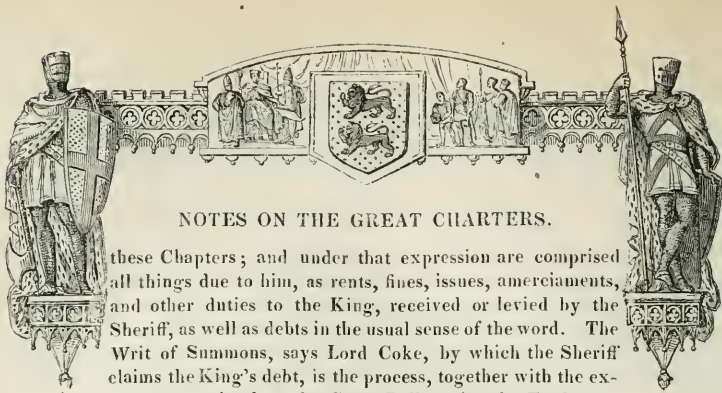 NOTES ON THE GREAT CHARTERS.
these Chapters; and under that expression are comprised
all things due to him, as rents, fines, issues, amerciaments,
and other duties to the King, received or levied by the
Sheriff, as well as debts in the usual sense of the word. The
Writ of Summons, says Lord Coke, by which the Sheriff
claims the King's debt, is the process, together with the ex-